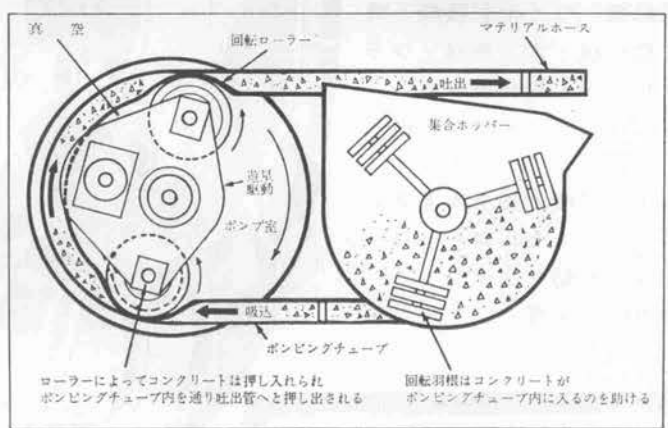 真空
回転ローラー
マテリアルホース
吐出
集合ホッパー
遊星
駆動
ポンプ室
吸込
ポンピングチューブ
ローラーによってコンクリートは押し入れられ
ポンピングチューブ内を通り吐出管へと押し出される
回転羽根はコンクリートが
ポンピングチューブ内に入るのを助ける